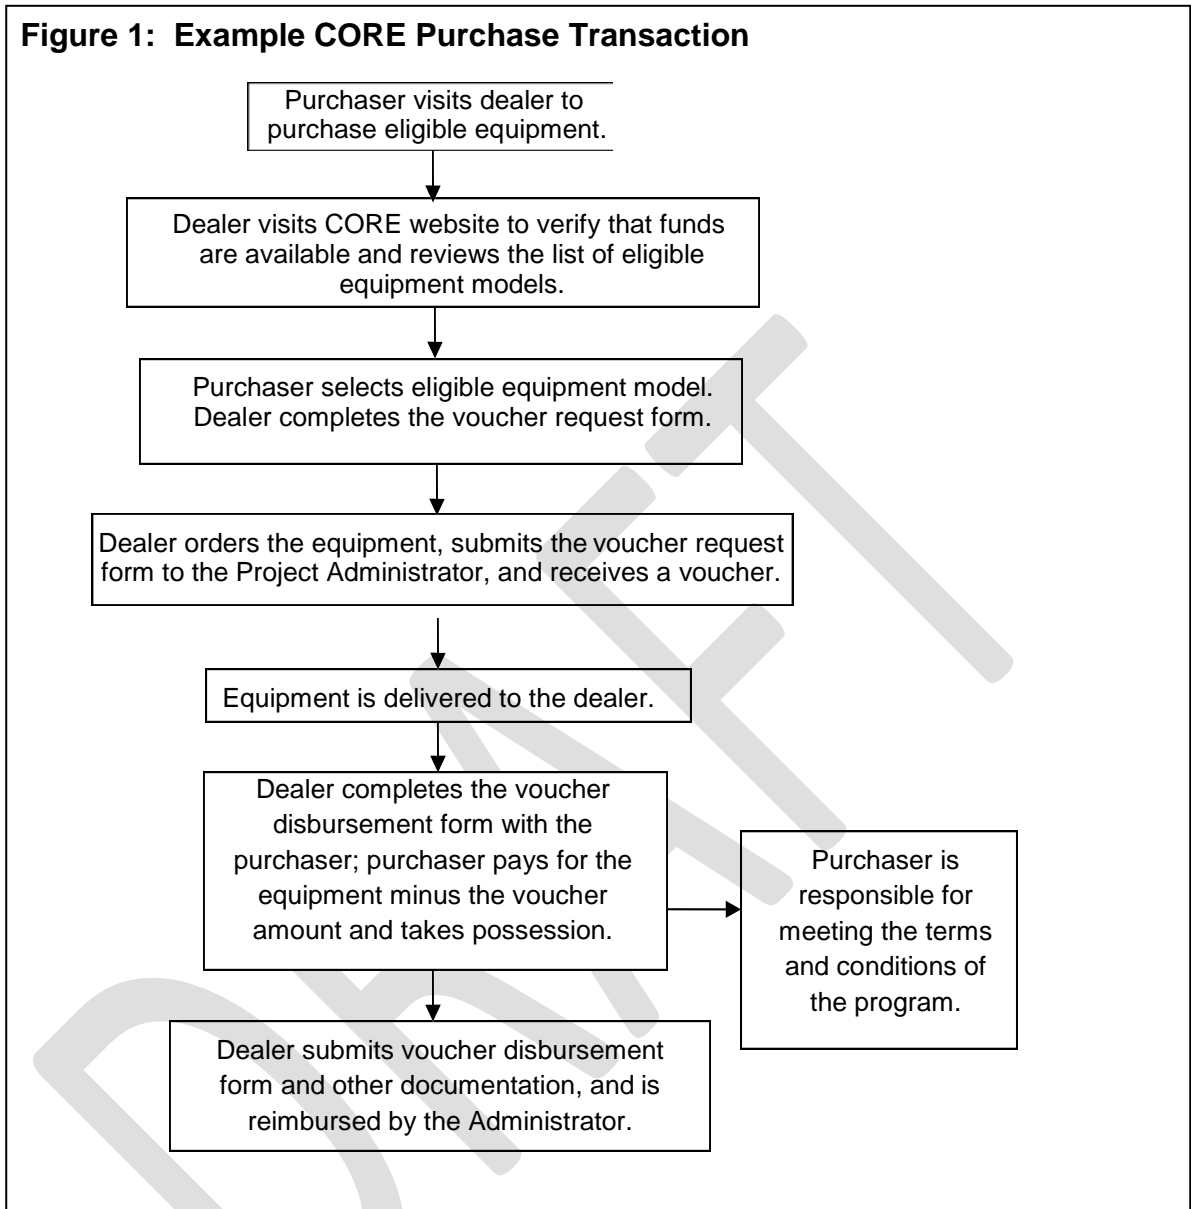 Figure 1: Example CORE Purchase Transaction
Purchaser visits dealer to
purchase eligible equipment.
Dealer visits CORE website to verify that funds
are available and reviews the list of eligible
equipment models.
Purchaser selects eligible equipment model.
Dealer completes the voucher request form.
Dealer orders the equipment, submits the voucher request
form to the Project Administrator, and receives a voucher.
Equipment is delivered to the dealer.
Dealer completes the voucher
disbursement form with the
purchaser; purchaser pays for the
equipment minus the voucher
amount and takes possession.
Purchaser is
responsible for
meeting the terms
and conditions of
the program.
Dealer submits voucher disbursement
form and other documentation, and is
reimbursed by the Administrator.
DRAFT